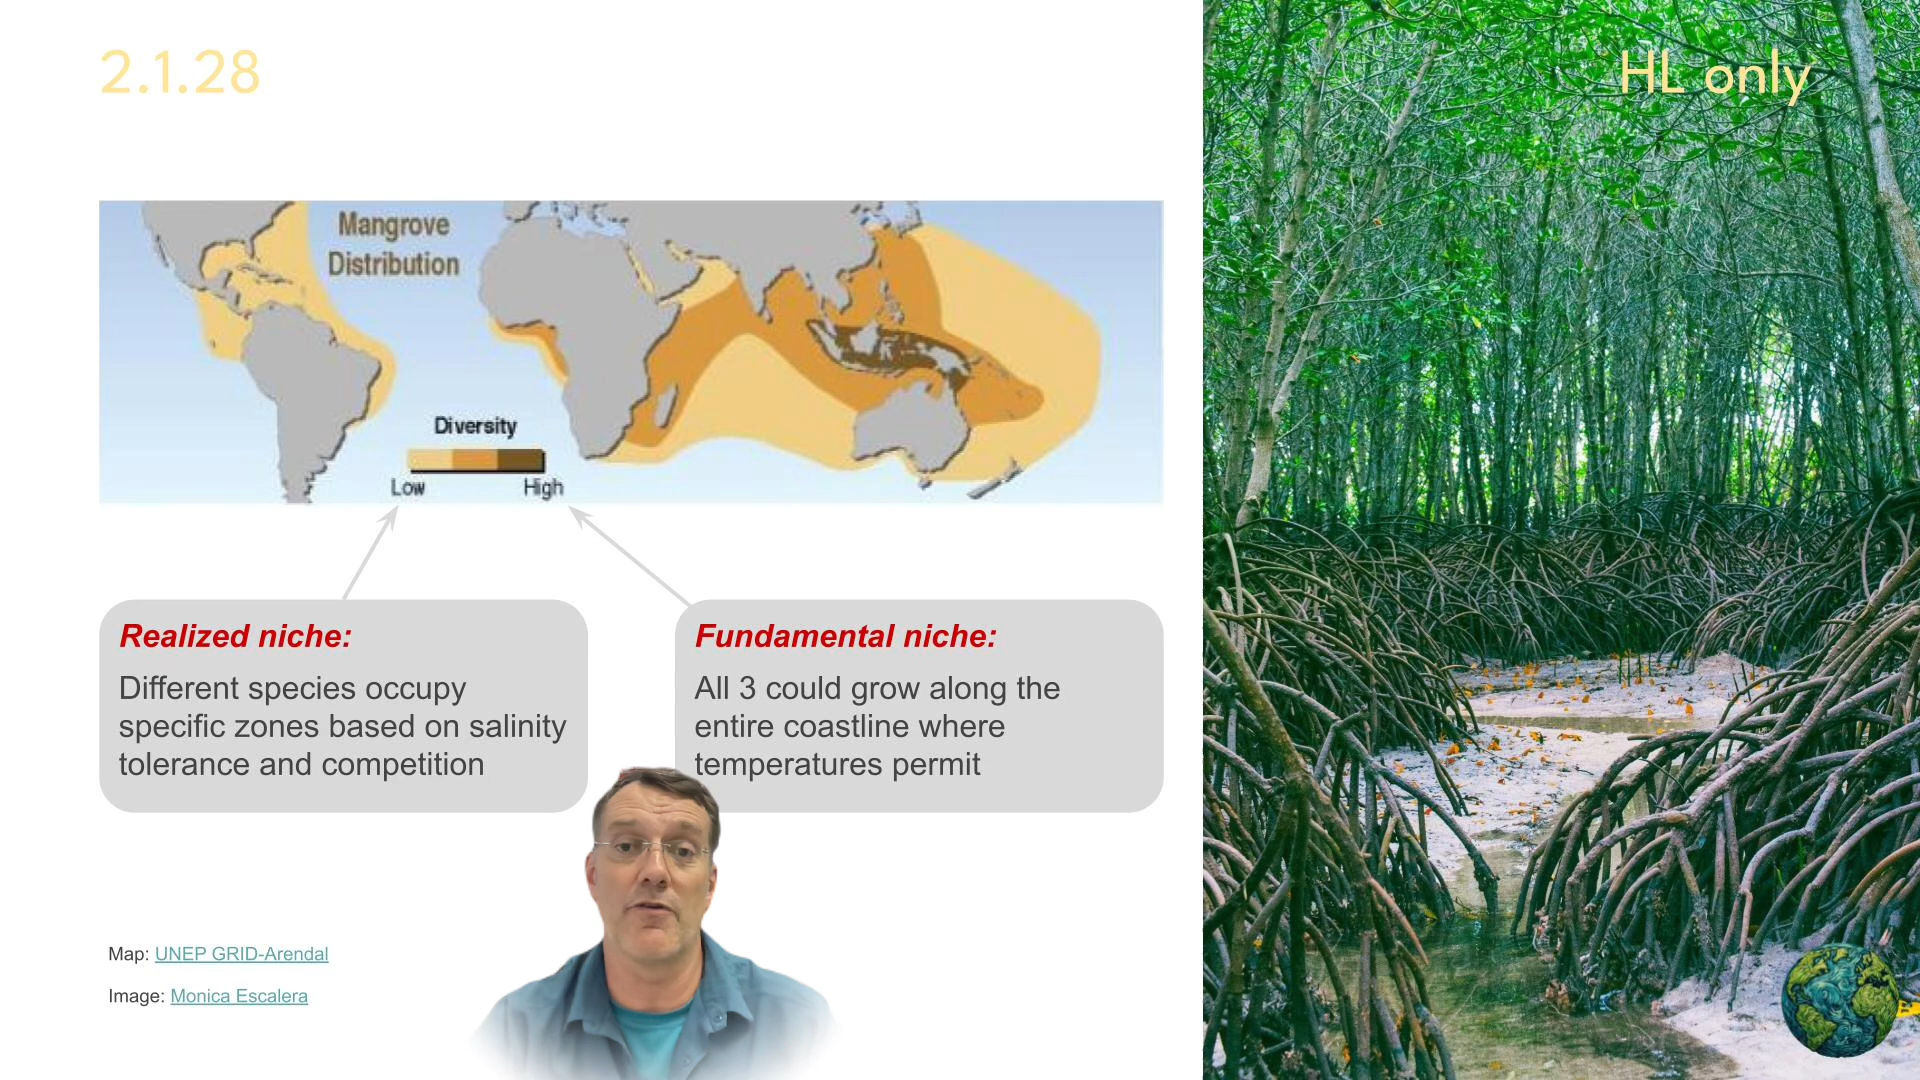 2.1.28
HL only
Mangrove
Distribution
Diversity
Low High
Realized niche:
Different species occupy
specific zones based on salinity
tolerance and competition
Fundamental niche:
All 3 could grow along the
entire coastline where
temperatures permit
Map: UNEP GRID-Arendal
Image: Monica Escalera